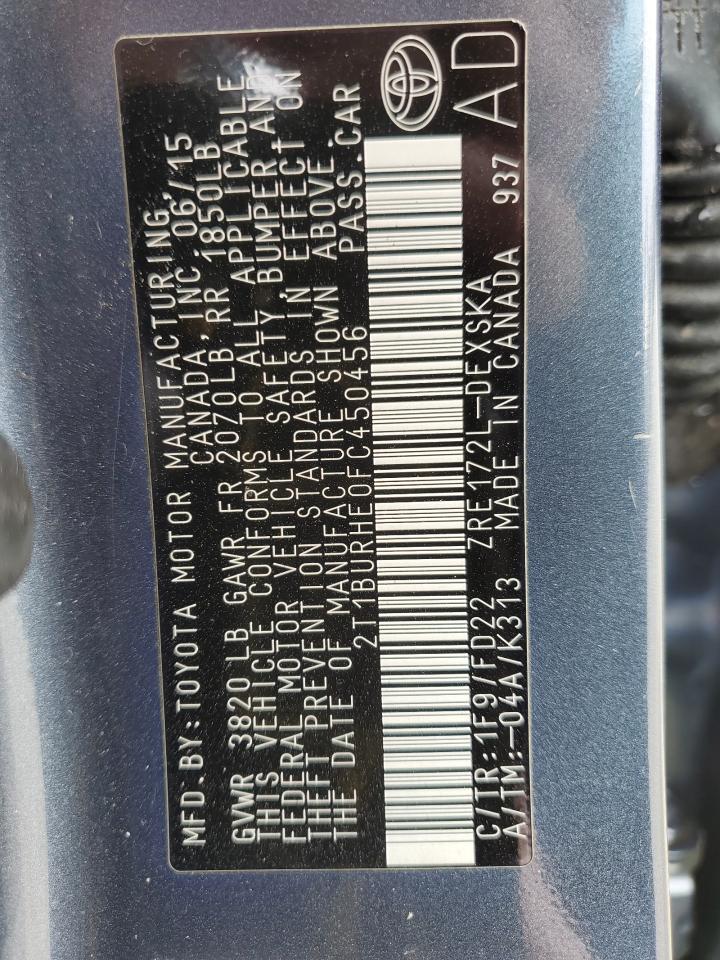 MFD.BY:TOYOTA MOTOR MANUFACTURING,
CANADA, INC 06/15
GVWR 3820 LB GAWR FR 2070LB, RR 1850LB
THIS VEHICLE CONFORMS TO ALL APPLICABLE
FEDERAL MOTOR VEHICLE SAFETY BUMPER AND
THEFT PREVENTION STANDARDS IN EFFECT ON
THE DATE OF MANUFACTURE SHOWN ABOVE.
2T1BURHE0FC450456 PASS.CAR
C/TR:1F9/FD22 ZRE172L-DEXSKA
A/TM:-04A/K313 MADE IN CANADA 937 AD